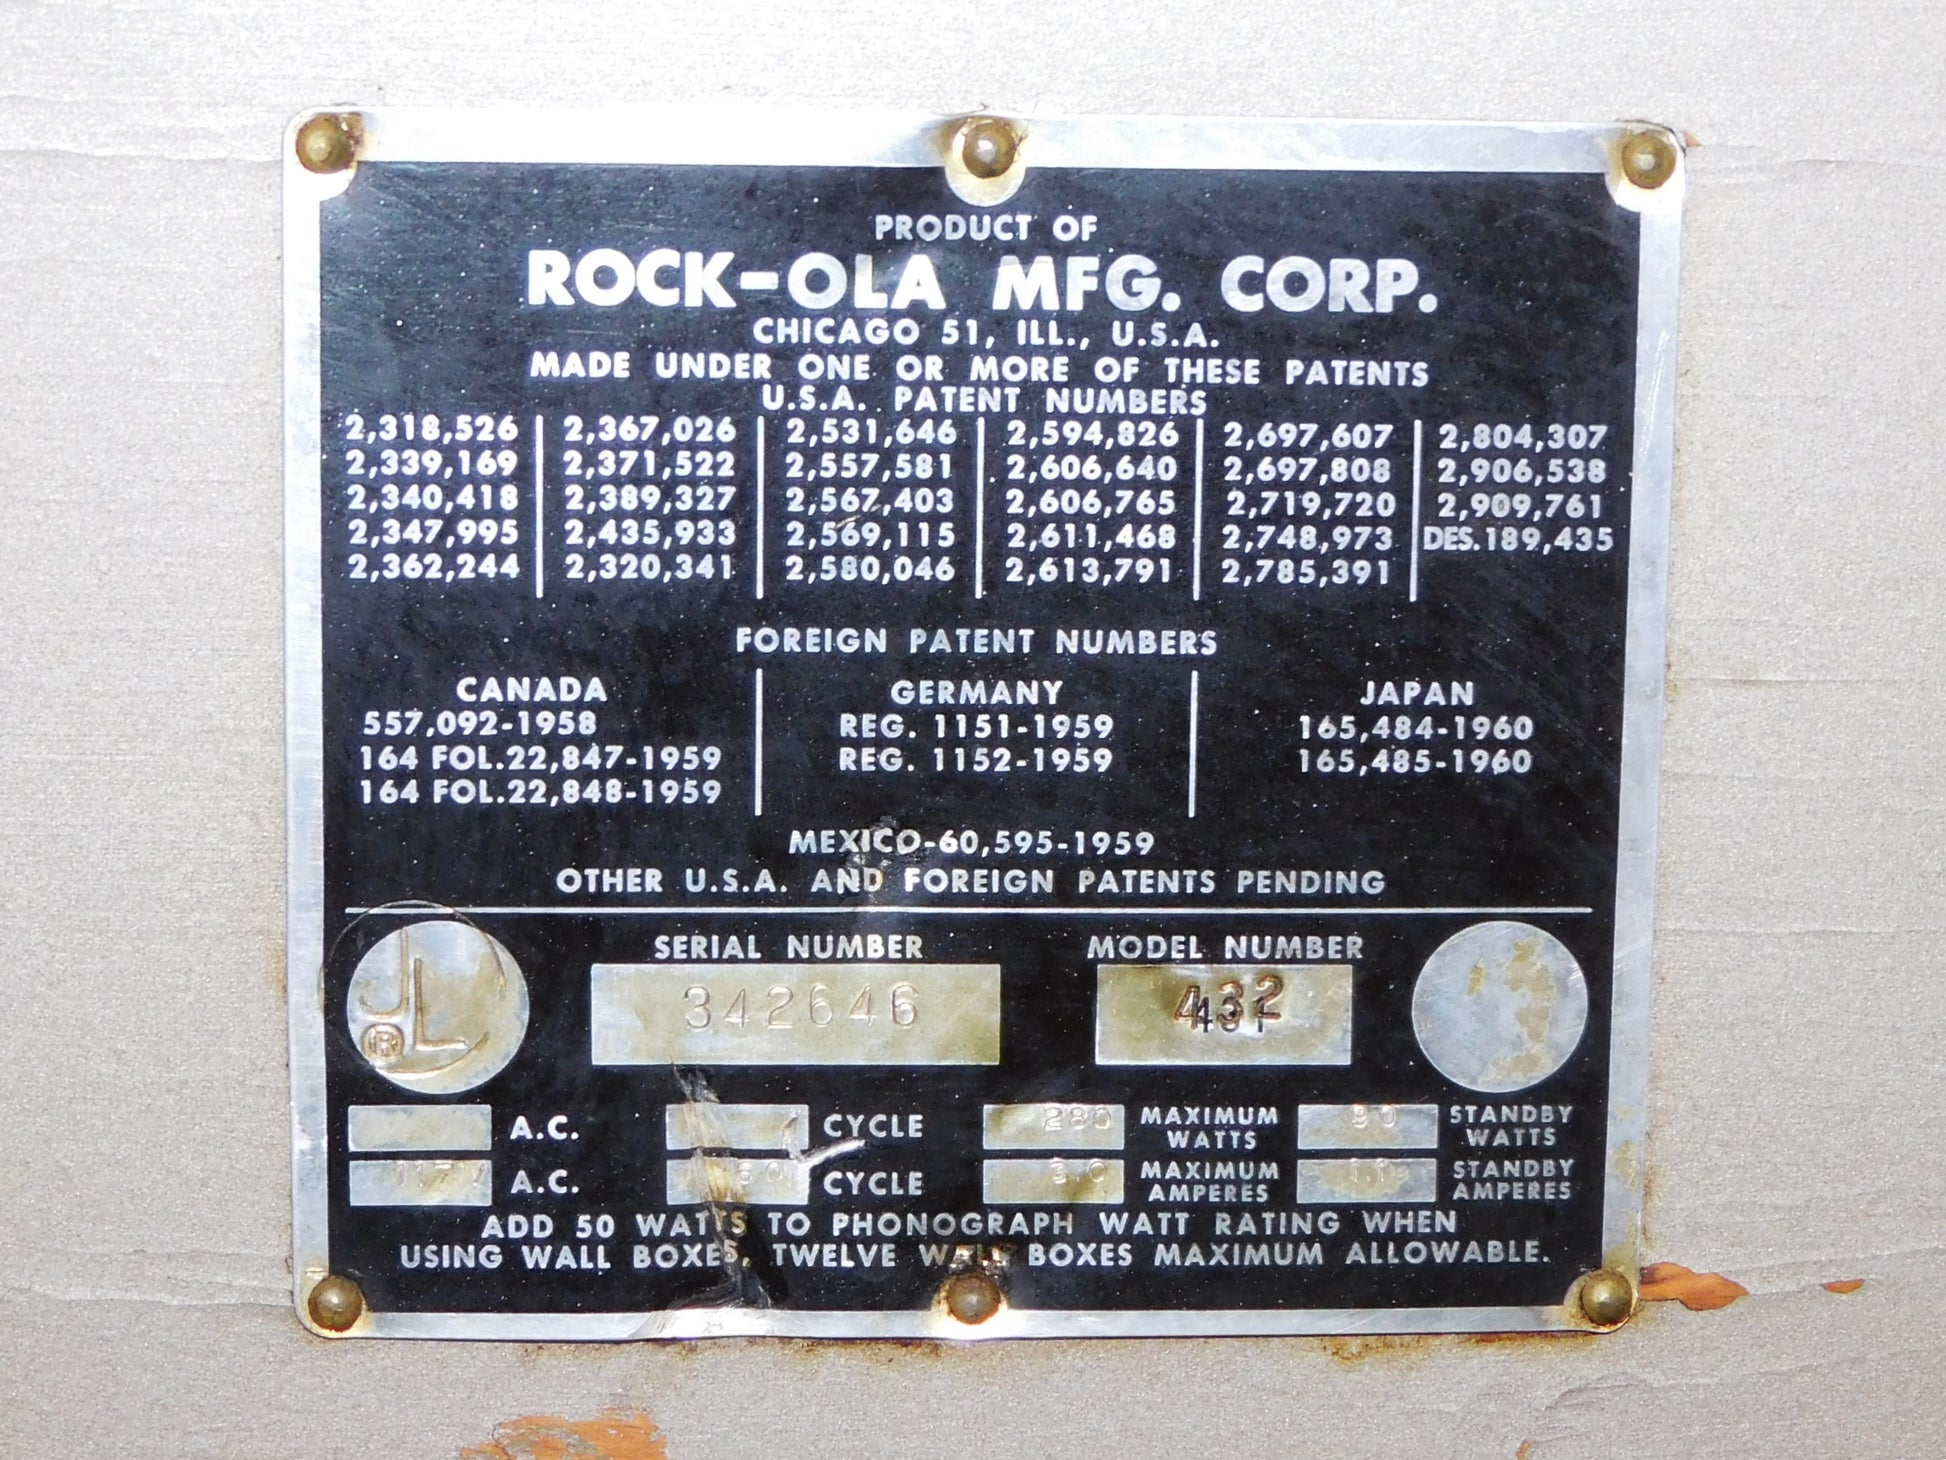 PRODUCT OF
ROCK-OLA MFG. CORP.
CHICAGO 51, ILL., U.S.A.
MADE UNDER ONE OR MORE OF THESE PATENTS
U.S.A. PATENT NUMBERS
2,318,526 2,367,026 2,531,646 2,594,826 2,697,607 2,804,307
2,339,169 2,371,522 2,557,581 2,606,640 2,697,808 2,906,538
2,340,418 2,389,327 2,567,403 2,606,765 2,719,720 2,909,761
2,347,995 2,435,933 2,569,115 2,611,468 2,748,973 DES.189,435
2,362,244 2,320,341 2,580,046 2,613,791 2,785,391
FOREIGN PATENT NUMBERS
CANADA GERMANY JAPAN
557,092-1958 REG. 1151-1959 165,484-1960
164 FOL.22,847-1959 REG. 1152-1959 165,485-1960
164 FOL.22,848-1959
MEXICO-60,595-1959
OTHER U.S.A. AND FOREIGN PATENTS PENDING
SERIAL NUMBER MODEL NUMBER
JL ® 342646 432
A.C. CYCLE 280 MAXIMUM WATTS 90 STANDBY WATTS
117 A.C. 60 CYCLE 3.0 MAXIMUM AMPERES 1.1 STANDBY AMPERES
ADD 50 WATTS TO PHONOGRAPH WATT RATING WHEN
USING WALL BOXES, TWELVE WALL BOXES MAXIMUM ALLOWABLE.